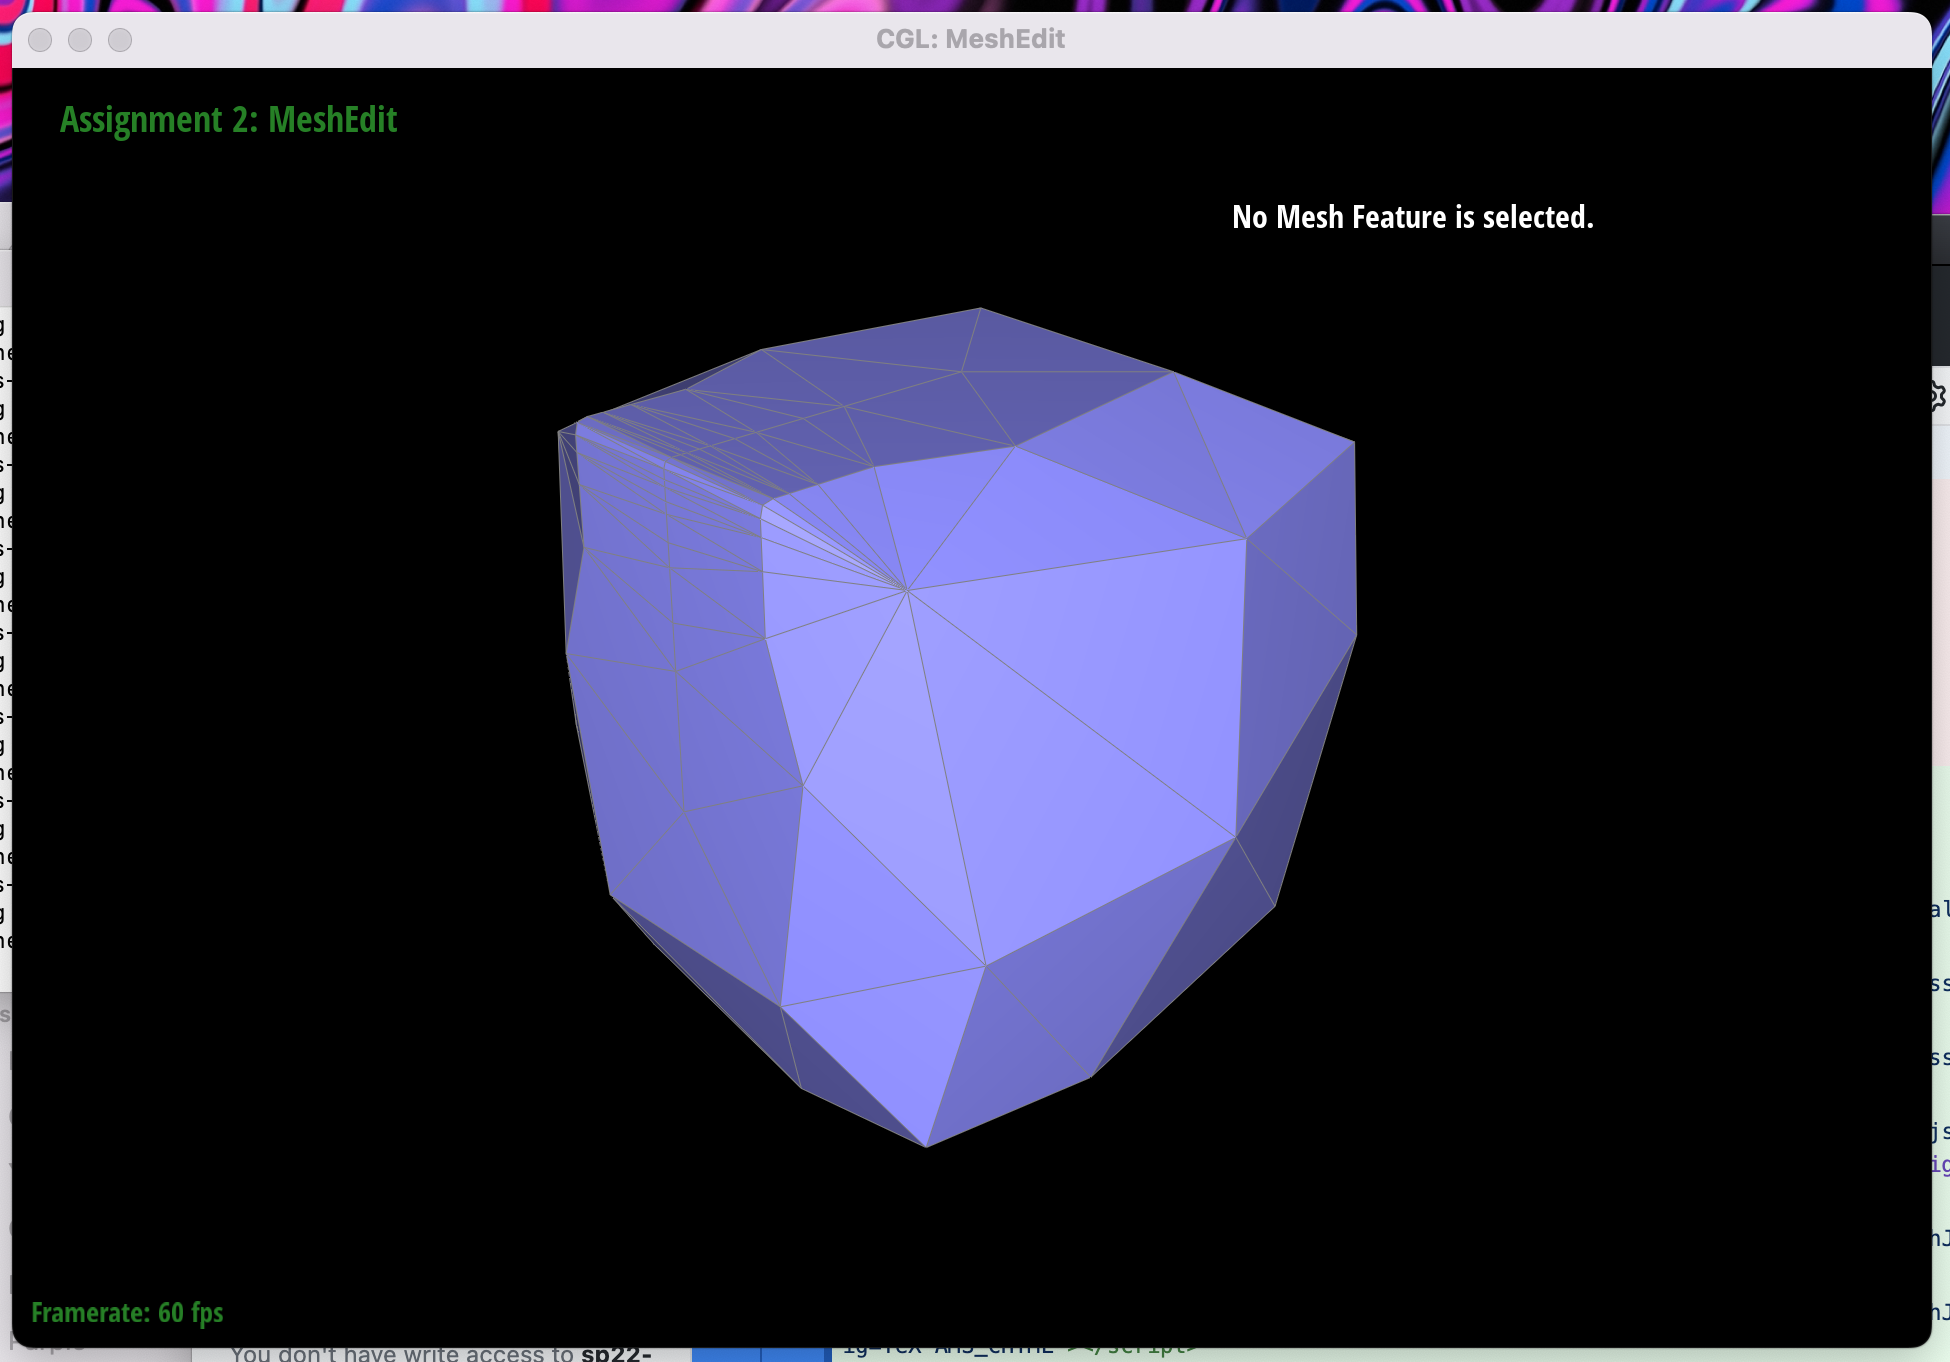 CGL: MeshEdit
Assignment 2: MeshEdit
No Mesh Feature is selected.
Framerate: 60 fps
You don't have write access to sp22-